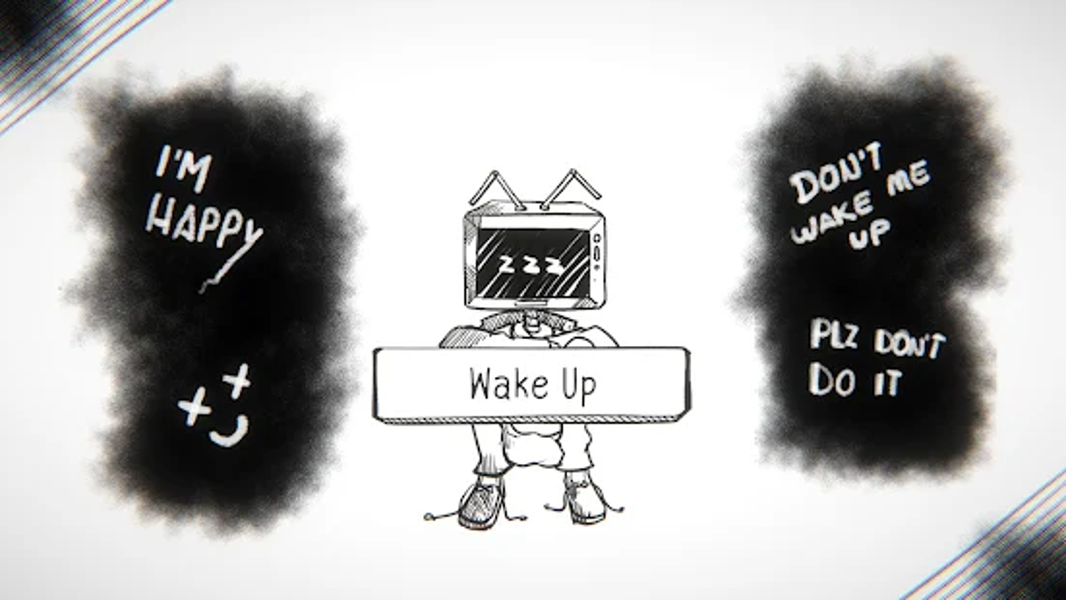 I'M
HAPPY
z z z
Wake Up
DON'T
WAKE ME
UP
PLZ DON'T
DO IT